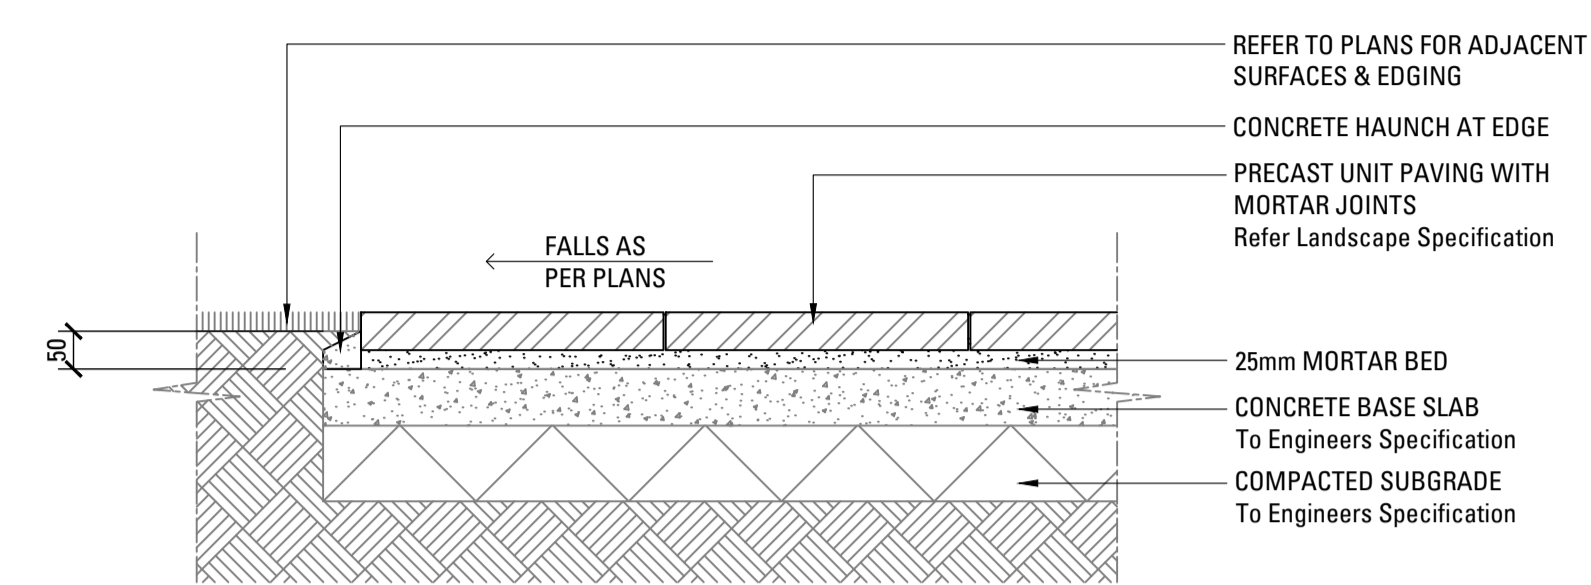 REFER TO PLANS FOR ADJACENT
SURFACES & EDGING
CONCRETE HAUNCH AT EDGE
PRECAST UNIT PAVING WITH
MORTAR JOINTS
Refer Landscape Specification
FALLS AS
PER PLANS
50
25mm MORTAR BED
CONCRETE BASE SLAB
To Engineers Specification
COMPACTED SUBGRADE
To Engineers Specification